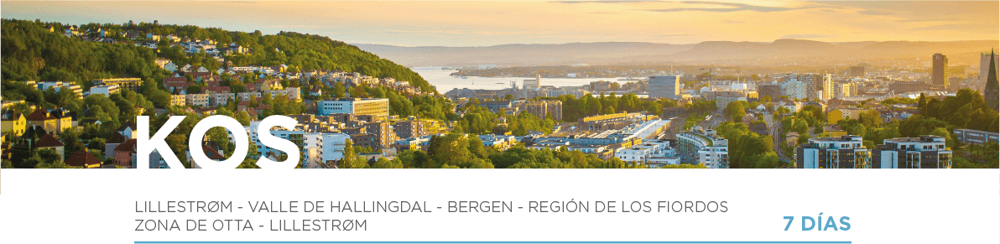 KOS
LILLESTRØM - VALLE DE HALLINGDAL - BERGEN - REGIÓN DE LOS FIORDOS
ZONA DE OTTA - LILLESTRØM
7 DÍAS